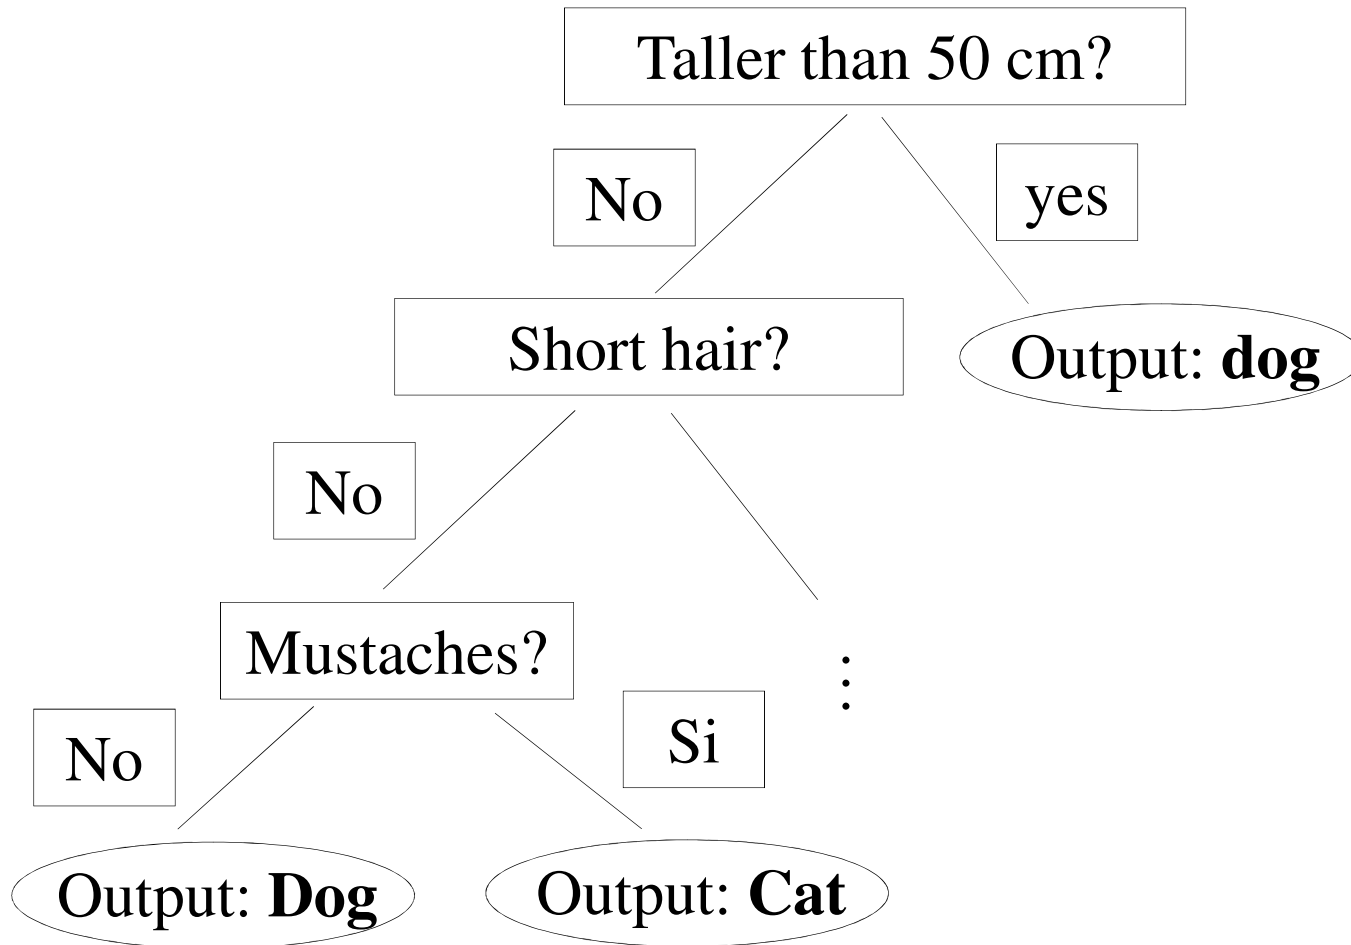 Taller than 50 cm?
No
yes
Short hair?
Output: dog
No
Mustaches?
⋮
No
Si
Output: Dog
Output: Cat